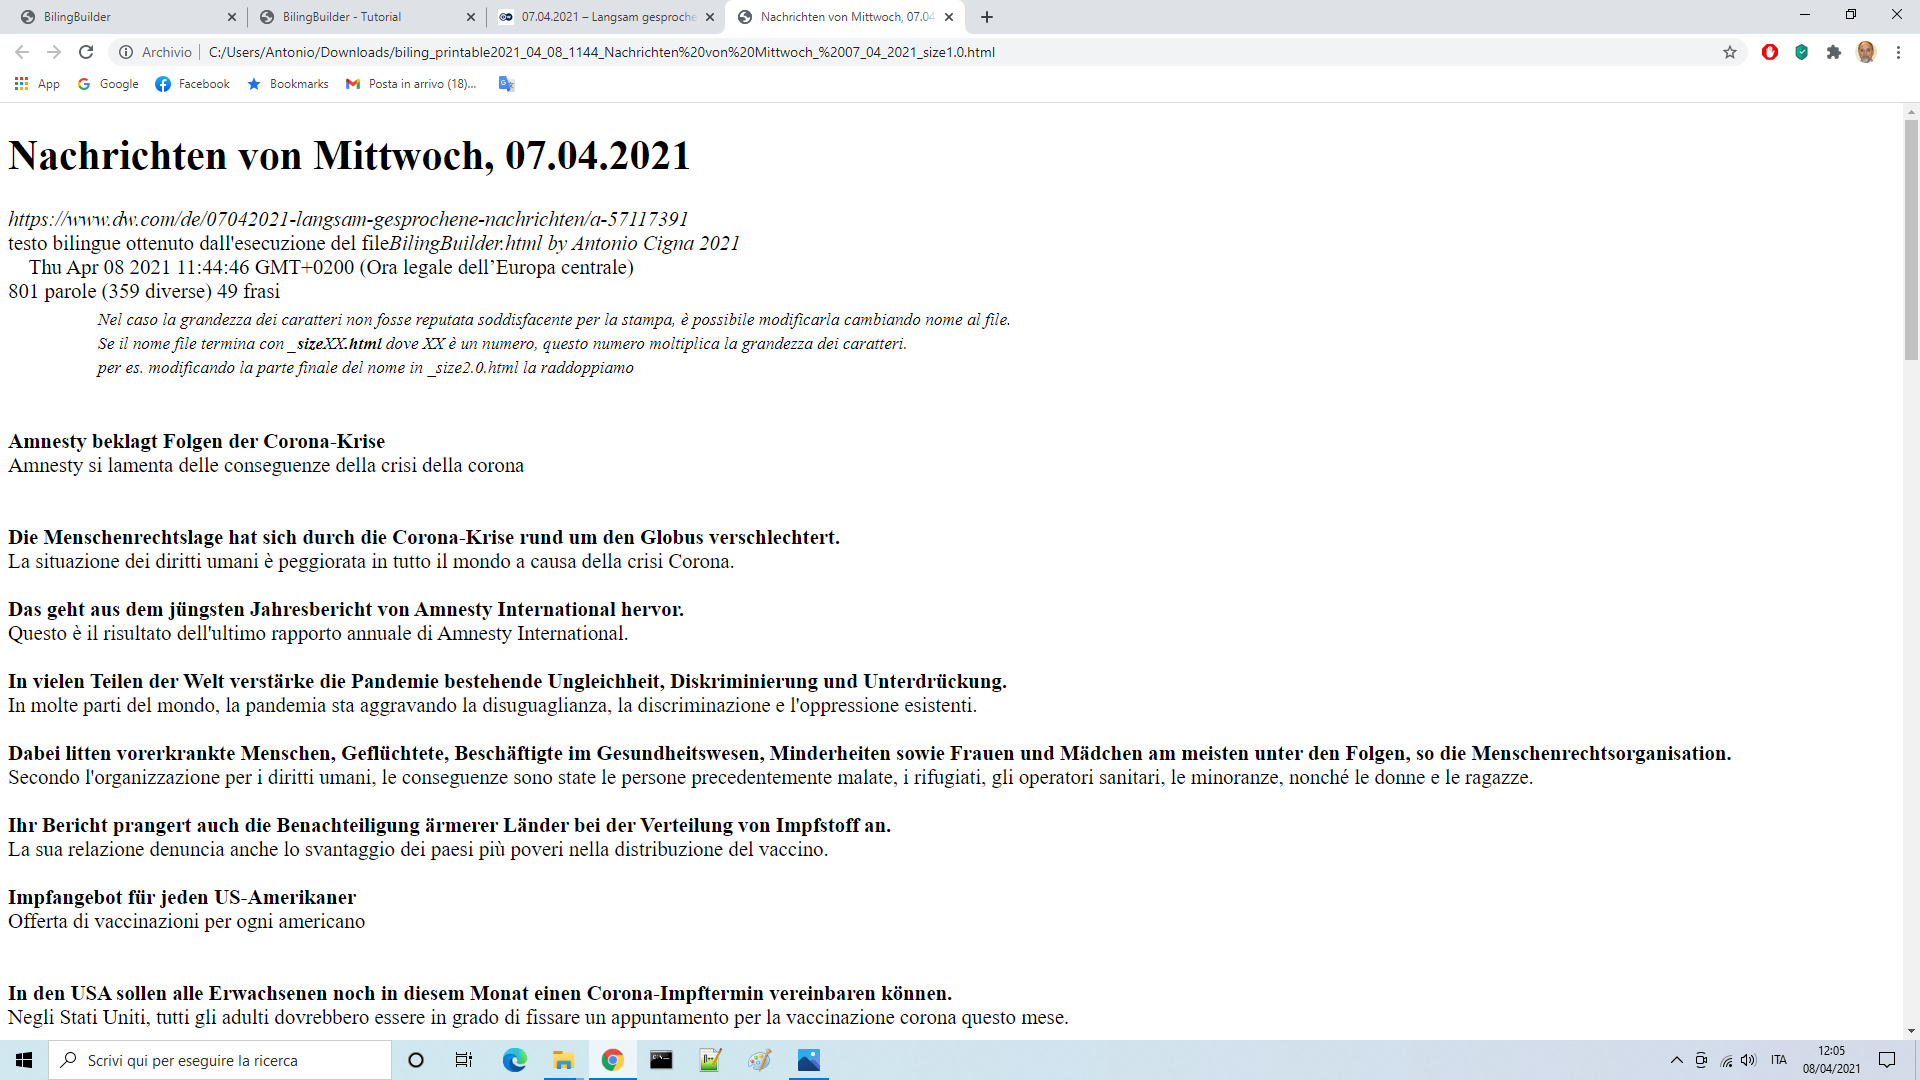 BilingBuilder
BilingBuilder - Tutorial
07.04.2021 – Langsam gesproche
Nachrichten von Mittwoch, 07.04
Archivio
C:/Users/Antonio/Downloads/biling_printable2021_04_08_1144_Nachrichten%20von%20Mittwoch_%2007_04_2021_size1.0.html
App
Google
Facebook
Bookmarks
Posta in arrivo (18)...
Nachrichten von Mittwoch, 07.04.2021
https://www.dw.com/de/07042021-langsam-gesprochene-nachrichten/a-57117391
testo bilingue ottenuto dall'esecuzione del fileBilingBuilder.html by Antonio Cigna 2021
Thu Apr 08 2021 11:44:46 GMT+0200 (Ora legale dell’Europa centrale)
801 parole (359 diverse) 49 frasi
Nel caso la grandezza dei caratteri non fosse reputata soddisfacente per la stampa, è possibile modificarla cambiando nome al file.
Se il nome file termina con _sizeXX.html dove XX è un numero, questo numero moltiplica la grandezza dei caratteri.
per es. modificando la parte finale del nome in _size2.0.html la raddoppiamo
Amnesty beklagt Folgen der Corona-Krise
Amnesty si lamenta delle conseguenze della crisi della corona
Die Menschenrechtslage hat sich durch die Corona-Krise rund um den Globus verschlechtert.
La situazione dei diritti umani è peggiorata in tutto il mondo a causa della crisi Corona.
Das geht aus dem jüngsten Jahresbericht von Amnesty International hervor.
Questo è il risultato dell'ultimo rapporto annuale di Amnesty International.
In vielen Teilen der Welt verstärke die Pandemie bestehende Ungleichheit, Diskriminierung und Unterdrückung.
In molte parti del mondo, la pandemia sta aggravando la disuguaglianza, la discriminazione e l'oppressione esistenti.
Dabei litten vorerkrankte Menschen, Geflüchtete, Beschäftigte im Gesundheitswesen, Minderheiten sowie Frauen und Mädchen am meisten unter den Folgen, so die Menschenrechtsorganisation.
Secondo l'organizzazione per i diritti umani, le conseguenze sono state le persone precedentemente malate, i rifugiati, gli operatori sanitari, le minoranze, nonché le donne e le ragazze.
Ihr Bericht prangert auch die Benachteiligung ärmerer Länder bei der Verteilung von Impfstoff an.
La sua relazione denuncia anche lo svantaggio dei paesi più poveri nella distribuzione del vaccino.
Impfangebot für jeden US-Amerikaner
Offerta di vaccinazioni per ogni americano
In den USA sollen alle Erwachsenen noch in diesem Monat einen Corona-Impftermin vereinbaren können.
Negli Stati Uniti, tutti gli adulti dovrebbero essere in grado di fissare un appuntamento per la vaccinazione corona questo mese.
Scrivi qui per eseguire la ricerca
ITA
12:05
08/04/2021